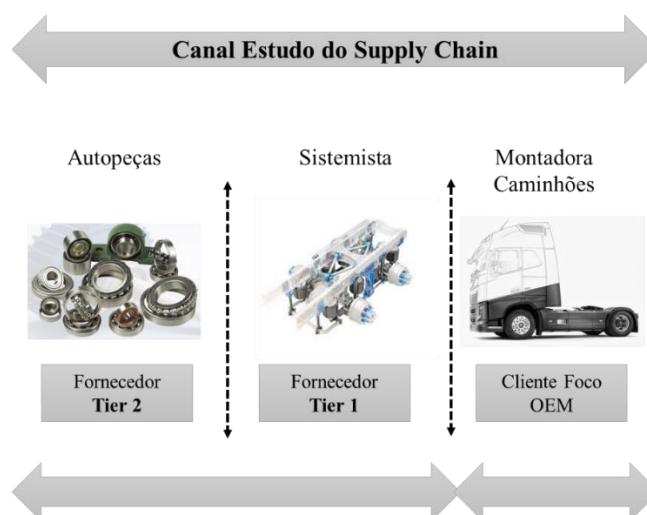 Canal Estudo do Supply Chain
Autopeças
Sistemista
Montadora
Caminhões
Fornecedor
Tier 2
Fornecedor
Tier 1
Cliente Foco
OEM